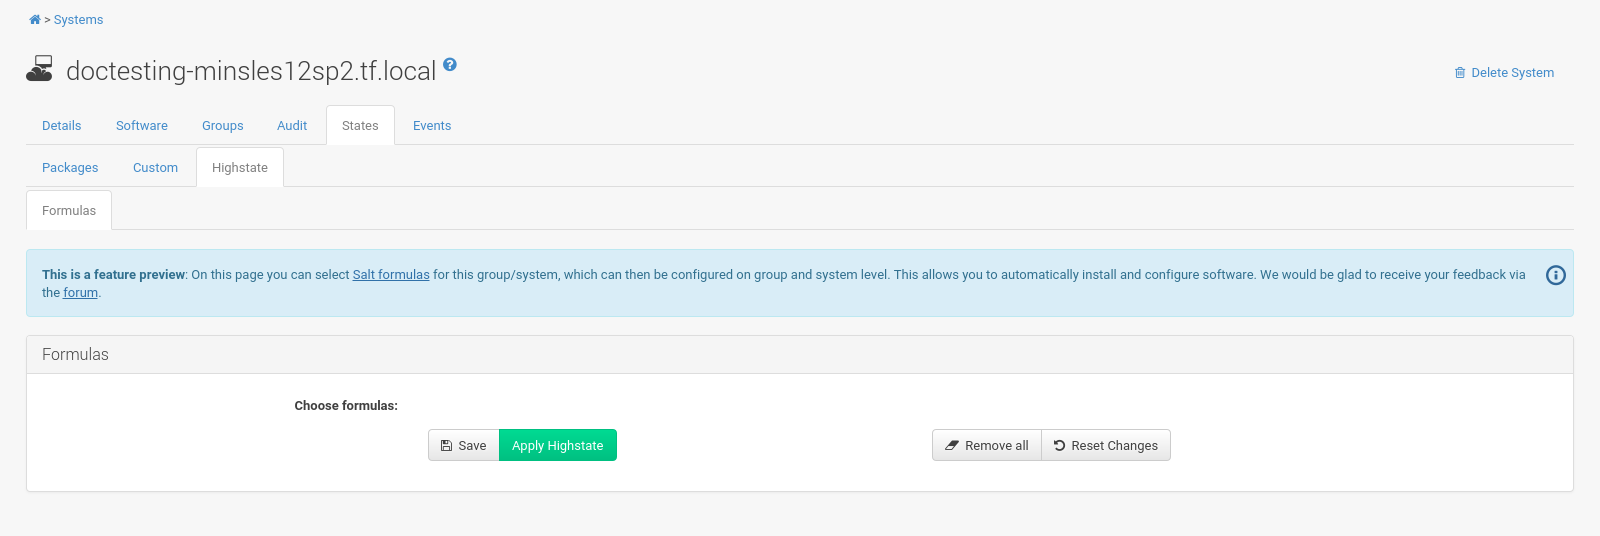 > Systems
doctesting-minsles12sp2.tf.local ?
Delete System
Details Software Groups Audit States Events
Packages Custom Highstate
Formulas
This is a feature preview: On this page you can select Salt formulas for this group/system, which can then be configured on group and system level. This allows you to automatically install and configure software. We would be glad to receive your feedback via
the forum.
Formulas
Choose formulas:
Save Apply Highstate Remove all Reset Changes